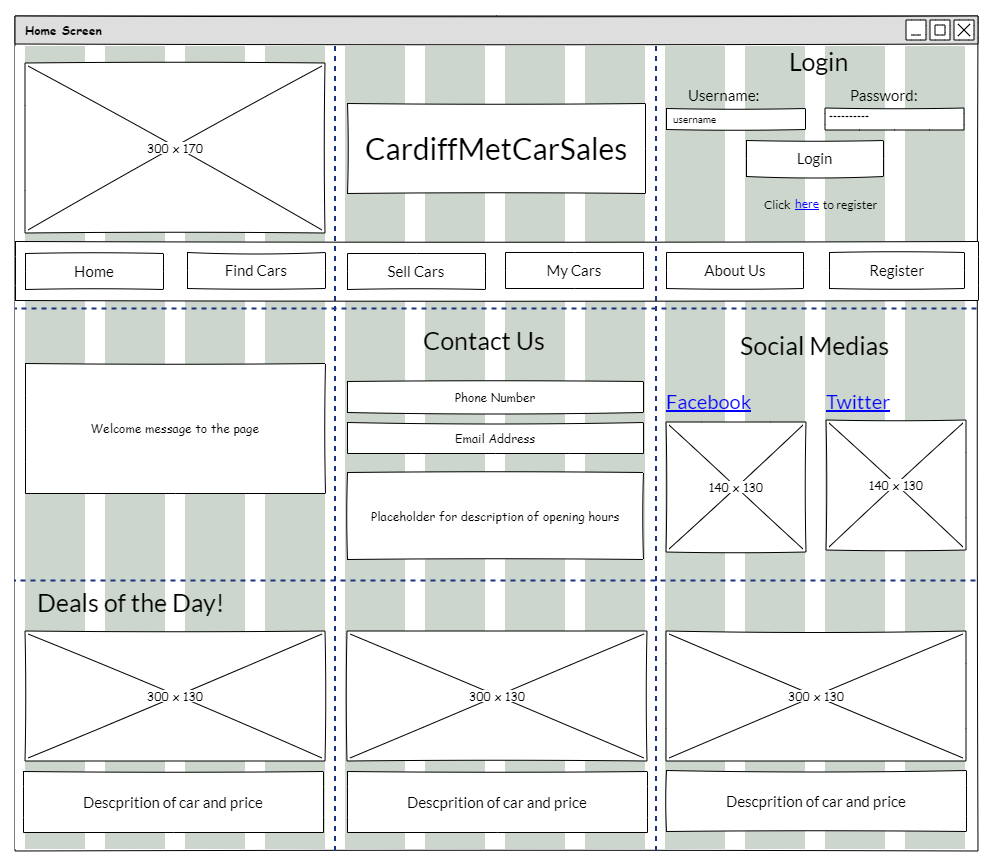 Home Screen
300 x 170
CardiffMetCarSales
Login
Username:
Password:
username
----------
Login
Click here to register
Home
Find Cars
Sell Cars
My Cars
About Us
Register
Welcome message to the page
Contact Us
Phone Number
Email Address
Placeholder for description of opening hours
Social Medias
Facebook
Twitter
140 x 130
140 x 130
Deals of the Day!
300 x 130
300 x 130
300 x 130
Descprition of car and price
Descprition of car and price
Descprition of car and price